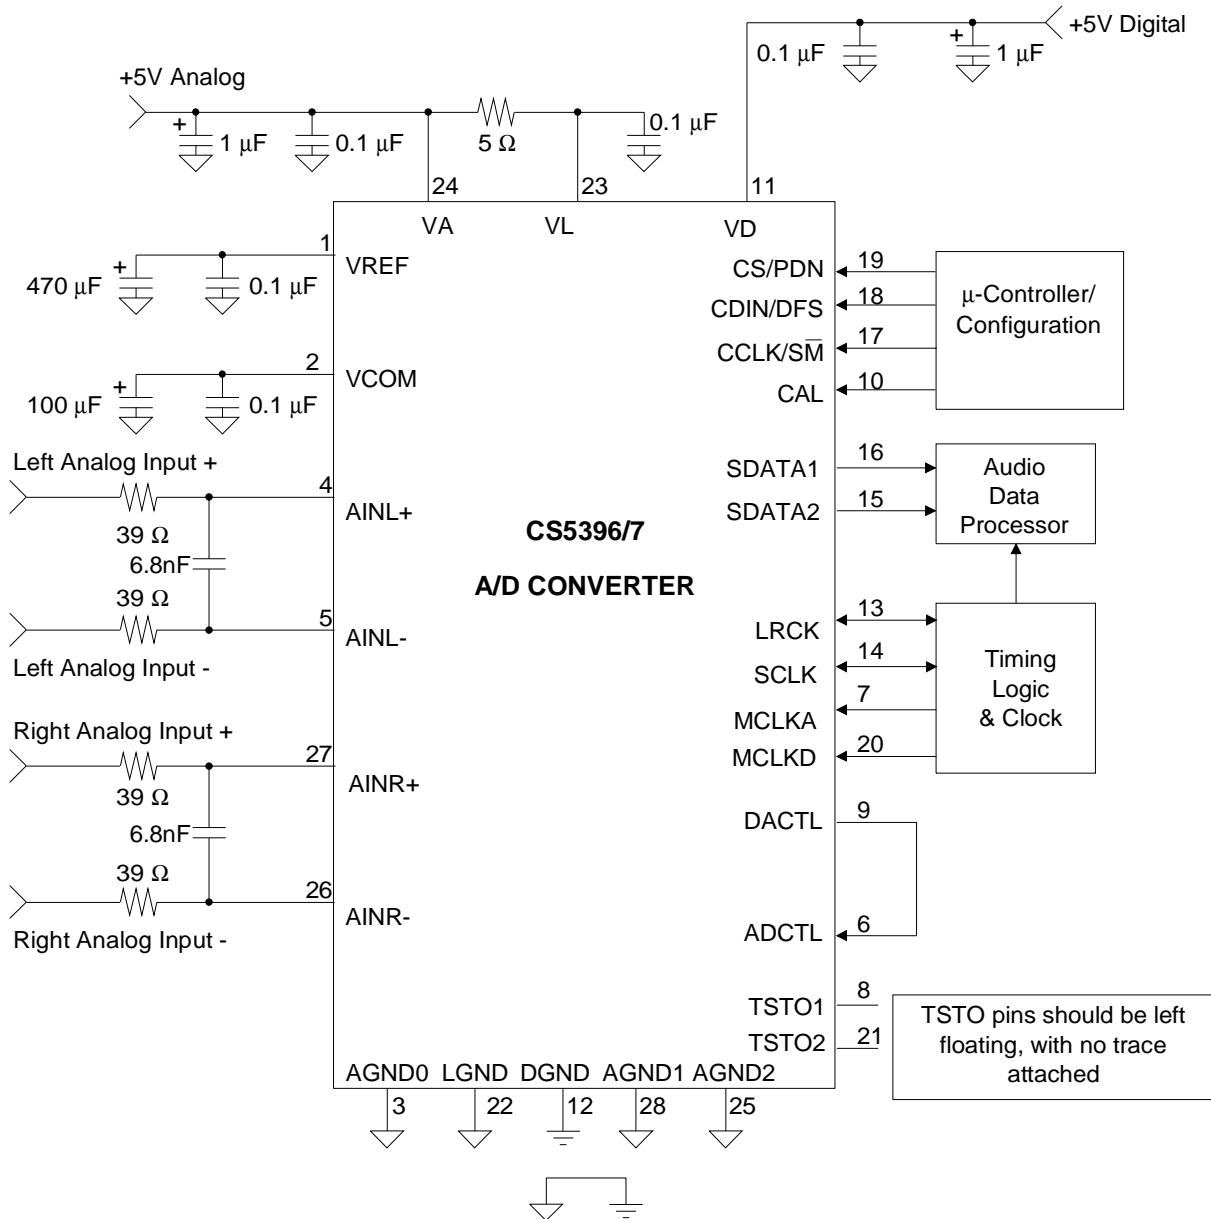 +5V Digital
0.1 μF
+
1 μF
+5V Analog
+
1 μF
0.1 μF
5 Ω
0.1 μF
24
23
11
VA
VL
VD
1
VREF
+
470 μF
0.1 μF
2
VCOM
+
100 μF
0.1 μF
Left Analog Input +
4
AINL+
39 Ω
6.8nF
39 Ω
5
AINL-
Left Analog Input -
Right Analog Input +
27
AINR+
39 Ω
6.8nF
39 Ω
26
AINR-
Right Analog Input -
CS5396/7
A/D CONVERTER
CS/PDN
19
CDIN/DFS
18
CCLK/SM̅
17
CAL
10
μ-Controller/
Configuration
SDATA1
16
SDATA2
15
Audio
Data
Processor
LRCK
13
SCLK
14
MCLKA
7
MCLKD
20
Timing
Logic
& Clock
DACTL
9
ADCTL
6
TSTO1
8
TSTO2
21
TSTO pins should be left
floating, with no trace
attached
AGND0
LGND
DGND
AGND1
AGND2
3
22
12
28
25